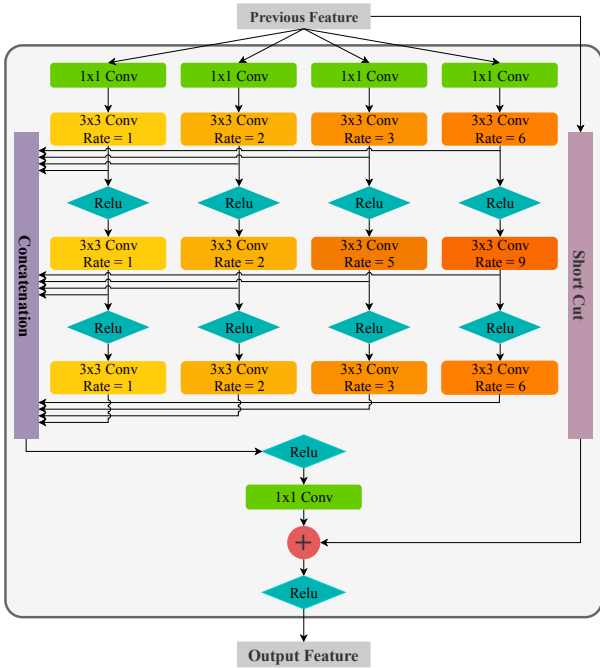 Previous Feature
1x1 Conv
1x1 Conv
1x1 Conv
1x1 Conv
3x3 Conv
Rate = 1
3x3 Conv
Rate = 2
3x3 Conv
Rate = 3
3x3 Conv
Rate = 6
Relu
Relu
Relu
Relu
Concatenation
Short Cut
3x3 Conv
Rate = 1
3x3 Conv
Rate = 2
3x3 Conv
Rate = 5
3x3 Conv
Rate = 9
Relu
Relu
Relu
Relu
3x3 Conv
Rate = 1
3x3 Conv
Rate = 2
3x3 Conv
Rate = 3
3x3 Conv
Rate = 6
Relu
1x1 Conv
+
Relu
Output Feature